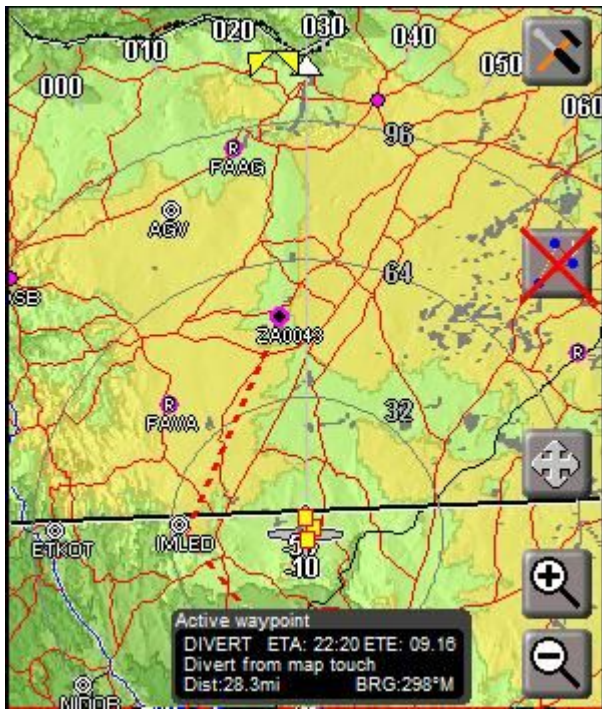 020
030
010
040
000
050
060
96
FAAG
AGV
64
SB
ZA0043
32
FAWA
ETKOT
IMLED
-10
Active waypoint
DIVERT ETA: 22:20 ETE: 09.16
Divert from map touch
Dist:28.3mi BRG:298°M